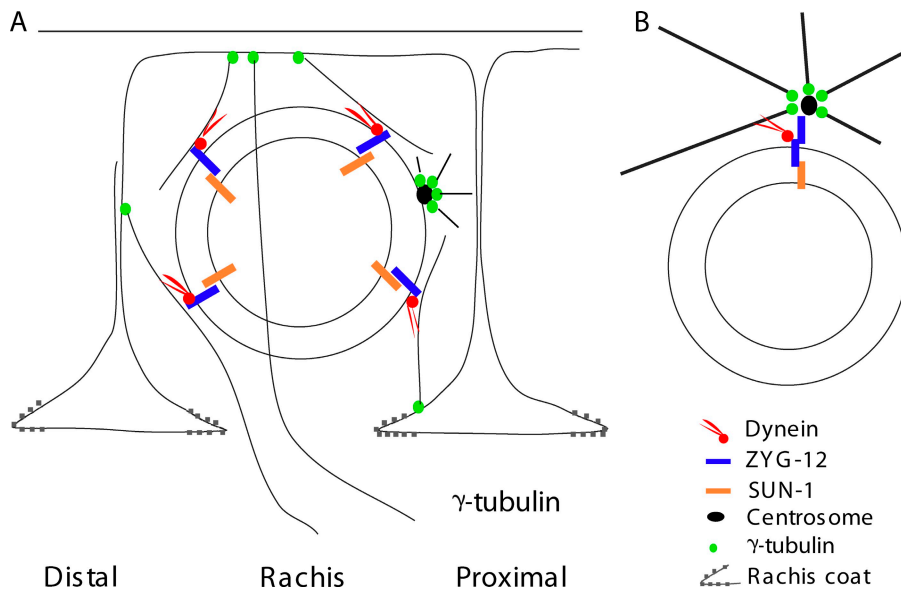 A
B
Dynein
ZYG-12
SUN-1
Centrosome
γ-tubulin
Rachis coat
γ-tubulin
Distal
Rachis
Proximal